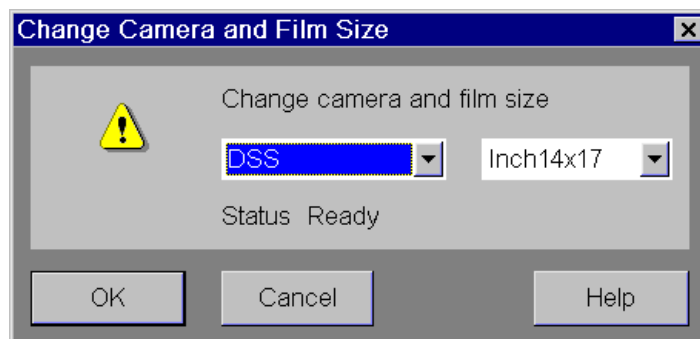 Change Camera and Film Size
Change camera and film size
DSS Inch14x17
Status Ready
OK Cancel Help